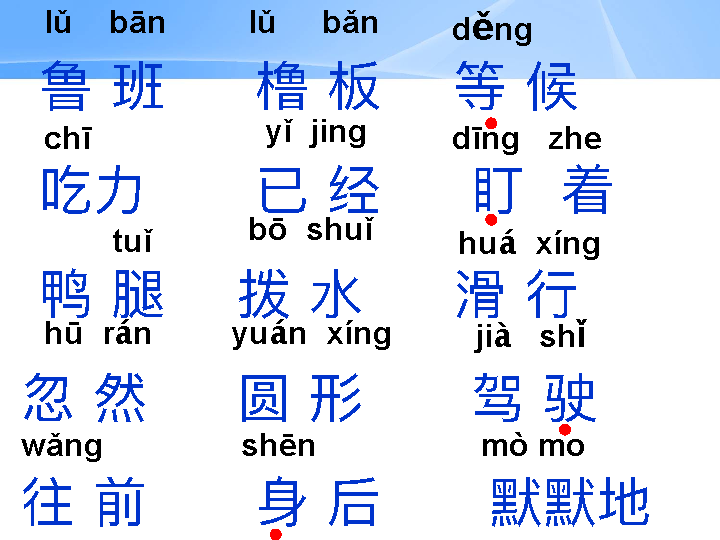 lǔ bān lǔ bǎn děng
鲁 班 橹 板 等 候
chī yǐ jing dīng zhe
吃力 已 经 盯 着
tuǐ bō shuǐ huá xíng
鸭 腿 拨 水 滑 行
hū rán yuán xíng jià shǐ
忽 然 圆 形 驾 驶
wǎng shēn mò mo
往 前 身 后 默默地